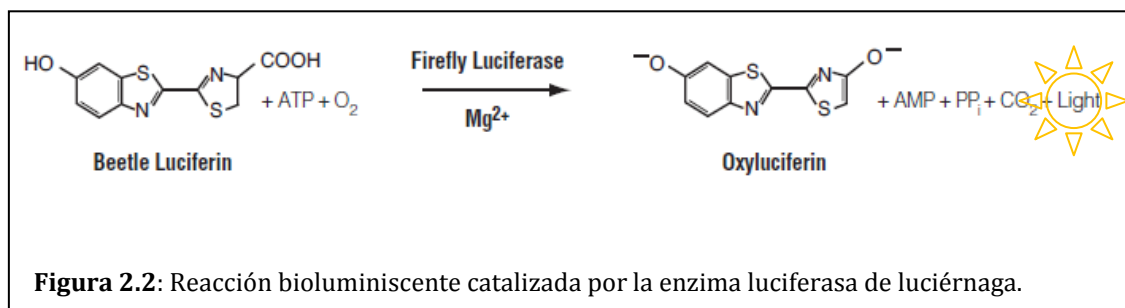 HO
S
N
N
S
COOH
+ ATP + O₂
Beetle Luciferin
Firefly Luciferase
Mg²⁺
⁻O
S
N
N
S
O⁻
+ AMP + PPᵢ + CO₂ + Light
Oxyluciferin
Figura 2.2: Reacción bioluminiscente catalizada por la enzima luciferasa de luciérnaga.